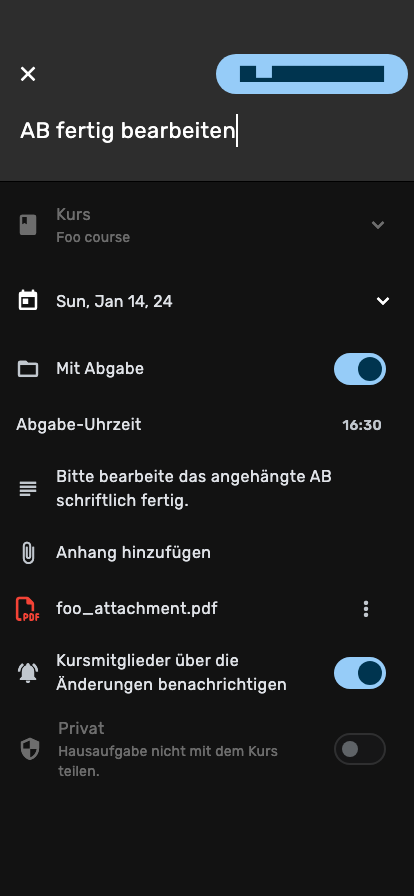 AB fertig bearbeiten
Kurs
Foo course
Sun, Jan 14, 24
Mit Abgabe
Abgabe-Uhrzeit
16:30
Bitte bearbeite das angehängte AB
schriftlich fertig.
Anhang hinzufügen
PDF
foo_attachment.pdf
Kursmitglieder über die
Änderungen benachrichtigen
Privat
Hausaufgabe nicht mit dem Kurs
teilen.